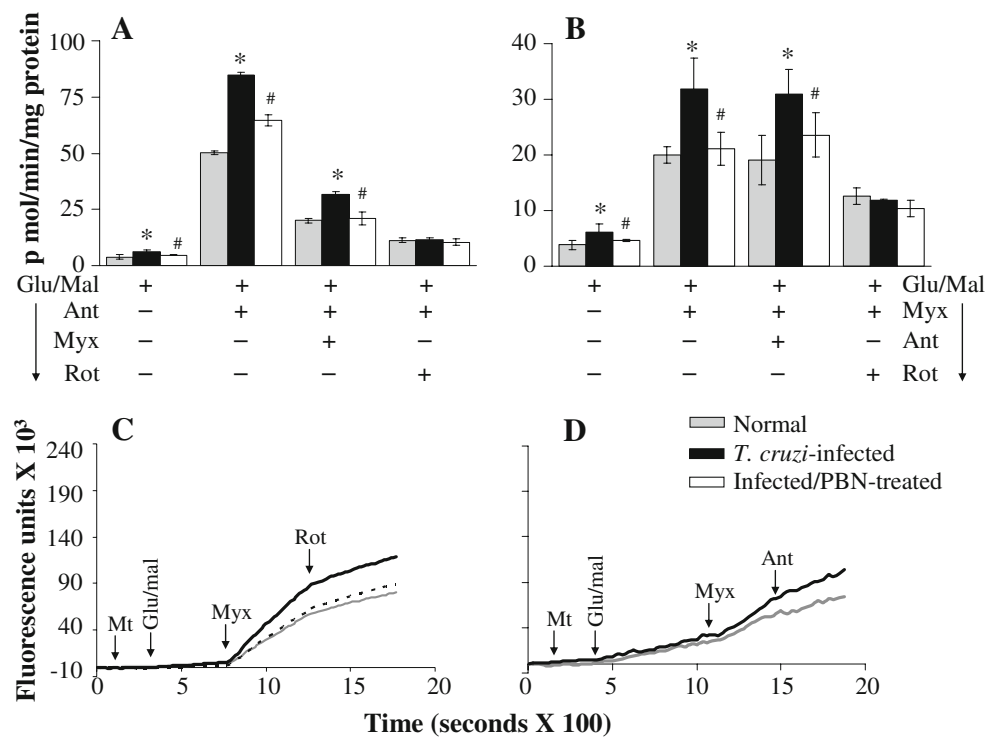 A
B
p mol/min/mg protein
100
75
50
25
0
* # * # * #
40
30
20
10
0
* # * # * #
Glu/Mal + + + +
Ant – + + +
Myx – – + –
Rot – – – +
+ + + + Glu/Mal
– + + + Myx
– – + – Ant
– – – + Rot
C
D
Fluorescence units X 10³
240
190
140
90
40
-10
Mt
Glu/mal
Myx
Rot
0 5 10 15 20
Normal
T. cruzi-infected
Infected/PBN-treated
Mt
Glu/mal
Myx
Ant
0 5 10 15 20
Time (seconds X 100)